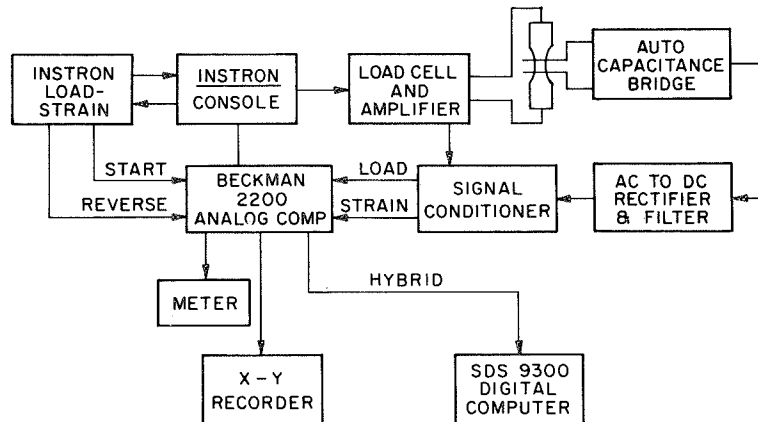 INSTRON
LOAD-
STRAIN
INSTRON
CONSOLE
LOAD CELL
AND
AMPLIFIER
AUTO
CAPACITANCE
BRIDGE
START
REVERSE
BECKMAN
2200
ANALOG COMP
LOAD
STRAIN
SIGNAL
CONDITIONER
AC TO DC
RECTIFIER
& FILTER
METER
HYBRID
X-Y
RECORDER
SDS 9300
DIGITAL
COMPUTER